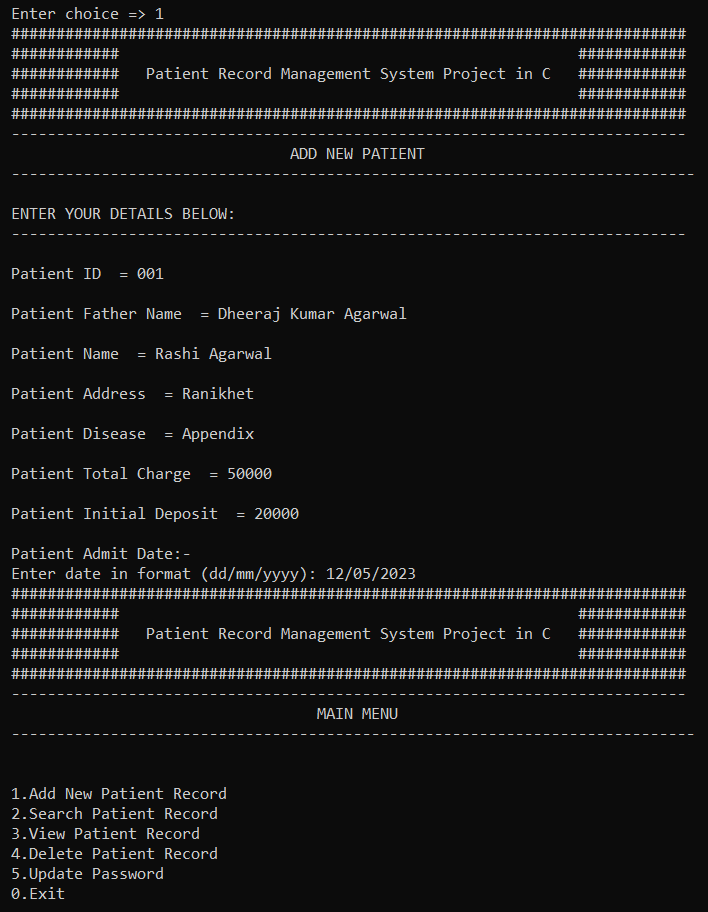 Enter choice => 1
###########################################################################
############                                                   ############
############   Patient Record Management System Project in C   ############
############                                                   ############
###########################################################################
---------------------------------------------------------------------------
                               ADD NEW PATIENT
----------------------------------------------------------------------------
ENTER YOUR DETAILS BELOW:
---------------------------------------------------------------------------
Patient ID  = 001
Patient Father Name  = Dheeraj Kumar Agarwal
Patient Name  = Rashi Agarwal
Patient Address  = Ranikhet
Patient Disease  = Appendix
Patient Total Charge  = 50000
Patient Initial Deposit  = 20000
Patient Admit Date:-
Enter date in format (dd/mm/yyyy): 12/05/2023
###########################################################################
############                                                   ############
############   Patient Record Management System Project in C   ############
############                                                   ############
###########################################################################
---------------------------------------------------------------------------
                                  MAIN MENU
----------------------------------------------------------------------------
1.Add New Patient Record
2.Search Patient Record
3.View Patient Record
4.Delete Patient Record
5.Update Password
0.Exit